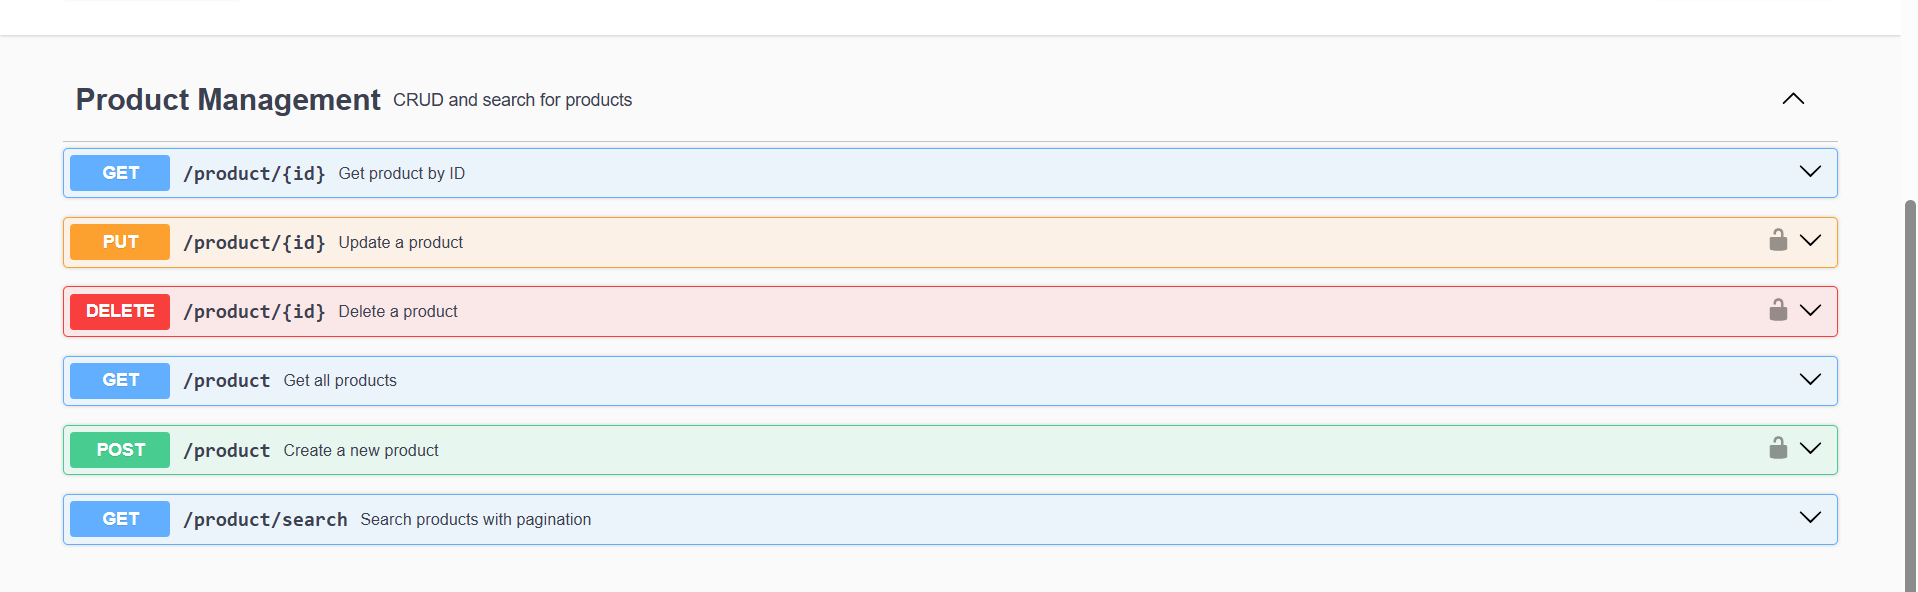 Product Management CRUD and search for products
GET /product/{id} Get product by ID
PUT /product/{id} Update a product
DELETE /product/{id} Delete a product
GET /product Get all products
POST /product Create a new product
GET /product/search Search products with pagination